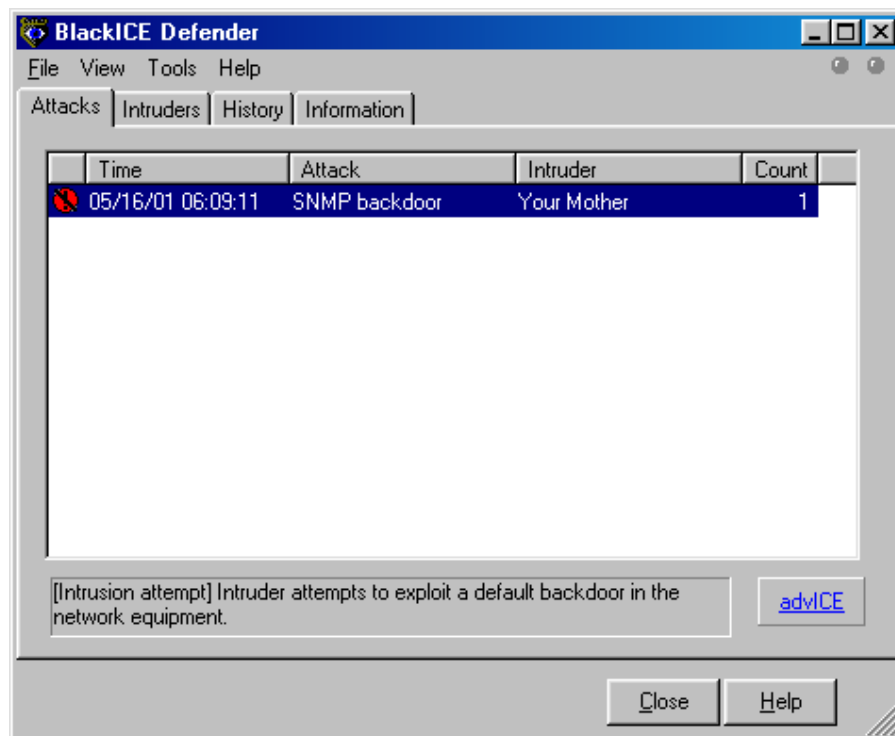 BlackICE Defender
File View Tools Help
Attacks Intruders History Information
Time Attack Intruder Count
05/16/01 06:09:11 SNMP backdoor Your Mother 1
[Intrusion attempt] Intruder attempts to exploit a default backdoor in the
network equipment.
advICE
Close Help